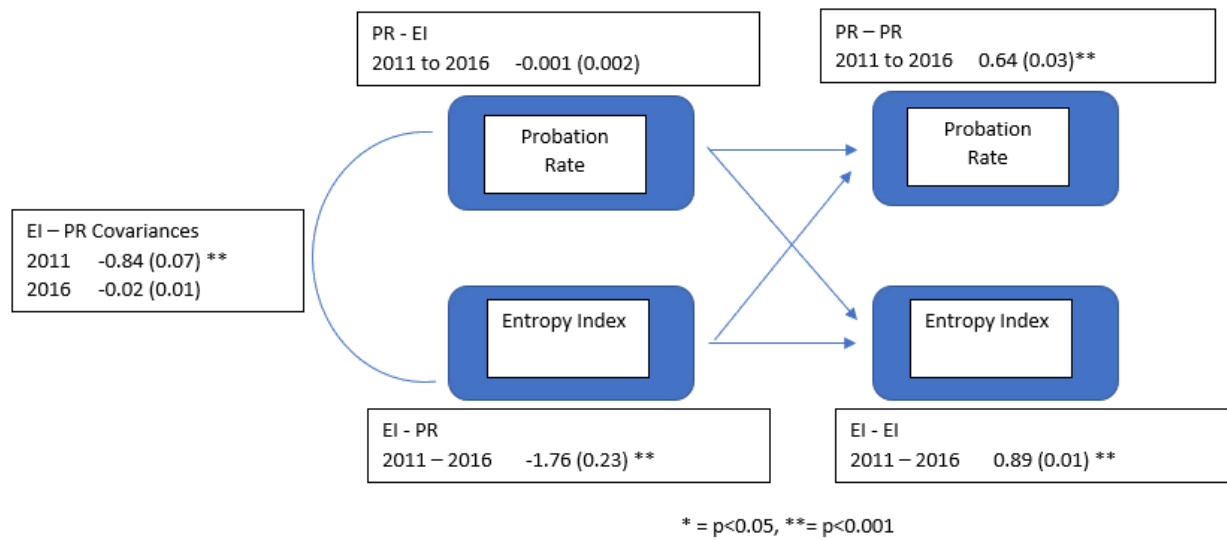 PR - EI
2011 to 2016 -0.001 (0.002)
PR – PR
2011 to 2016 0.64 (0.03)**
Probation
Rate
Probation
Rate
EI – PR Covariances
2011 -0.84 (0.07) **
2016 -0.02 (0.01)
Entropy Index
Entropy Index
EI - PR
2011 – 2016 -1.76 (0.23) **
EI - EI
2011 – 2016 0.89 (0.01) **
* = p<0.05, **= p<0.001